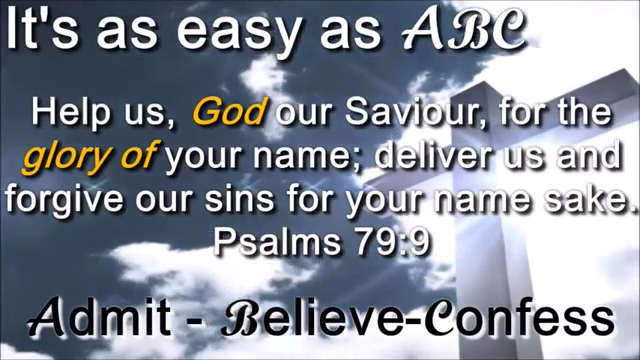 It's as easy as ABC
Help us, God our Saviour, for the
glory of your name; deliver us and
forgive our sins for your name sake.
Psalms 79:9
Admit - Believe-Confess